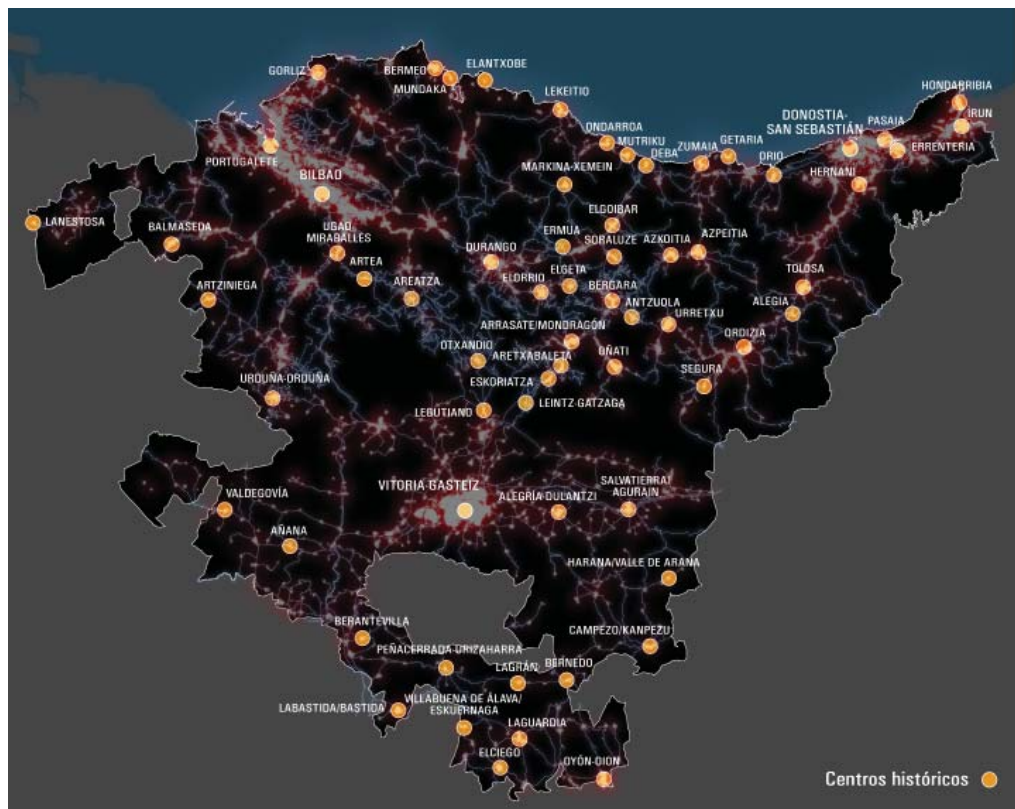 ELANTXOBE
BERMEO
GORLIZ
MUNDAKA
HONDARRIBIA
LEKEITIO
DONOSTIA-
SAN SEBASTIÁN
PASAIA
IRUN
ONDARROA
MUTRIKU
GETARIA
ZUMAIA
DEBA
ERRENTERIA
ORIO
PORTUGALETE
MARKINA-XEMEIN
HERNANI
BILBAO
LANESTOSA
BALMASEDA
UGAO
MIRABALLES
ELGOIBAR
ERMUA
SORALUZE
AZKOITIA
AZPEITIA
DURANGO
ARTEA
AREATZA
ELORRIO
ELGETA
BERGARA
TOLOSA
ARTZINIEGA
ANTZUOLA
URRETXU
ALEGIA
ARRASATE/MONDRAGÓN
ORDIZIA
OTXANDIO
ARETXABALETA
OÑATI
URDUÑA-ORDUÑA
ESKORIATZA
SEGURA
LEINTZ-GATZAGA
LEGUTIANO
VITORIA-GASTEIZ
ALEGRÍA-DULANTZI
SALVATIERRA/
AGURAIN
VALDEGOVÍA
AÑANA
HARANA/VALLE DE ARANA
BERANTEVILLA
CAMPEZO/KANPEZU
PEÑACERRADA-URIZAHARRA
LAGRÁN
BERNEDO
LABASTIDA/BASTIDA
VILLABUENA DE ÁLAVA/
ESKUERNAGA
LAGUARDIA
ELCIEGO
OYÓN-OION
Centros históricos